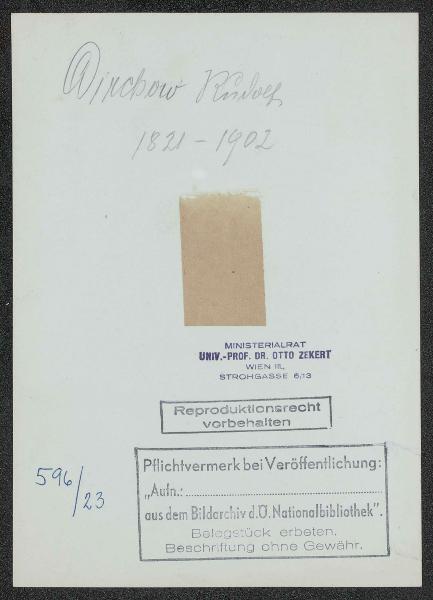 Virchow Rudolf
1821 - 1902
MINISTERIALRAT
UNIV.-PROF. DR. OTTO ZEKERT
WIEN III.,
STROHGASSE 6/13
Reproduktionsrecht
vorbehalten
596/23
Pflichtvermerk bei Veröffentlichung:
„Aufn.:
aus dem Bildarchiv d.Ö. Nationalbibliothek".
Belegstück erbeten.
Beschriftung ohne Gewähr.